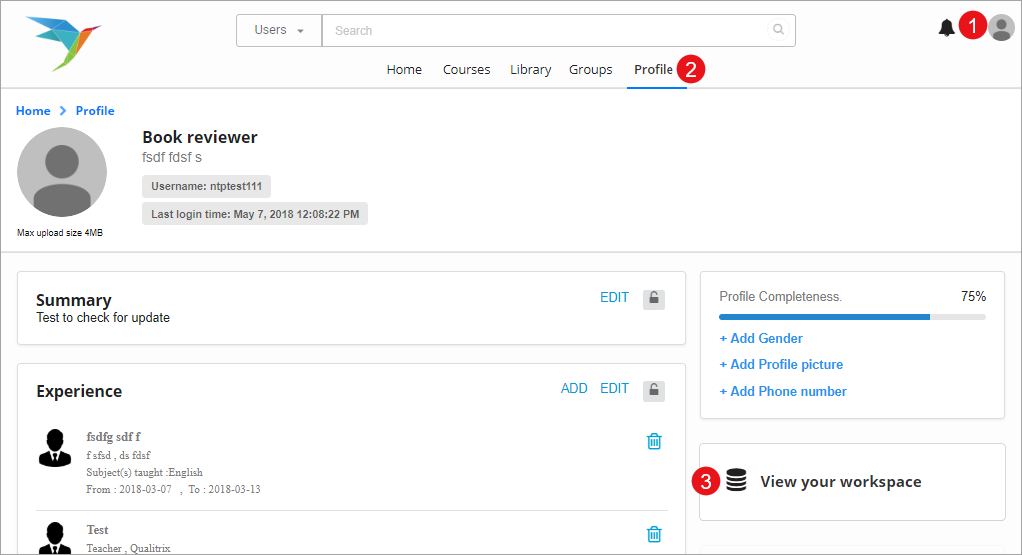 Users
Search
1
Home Courses Library Groups Profile 2
Home Profile
Book reviewer
fsdf fdsf s
Username: ntptest111
Last login time: May 7, 2018 12:08:22 PM
Max upload size 4MB
Summary EDIT
Test to check for update
Experience ADD EDIT
fsdfg sdf f
f sfsd , ds fdsf
Subject(s) taught :English
From : 2018-03-07 , To : 2018-03-13
Test
Teacher , Qualitrix
Profile Completeness. 75%
+ Add Gender
+ Add Profile picture
+ Add Phone number
3 View your workspace